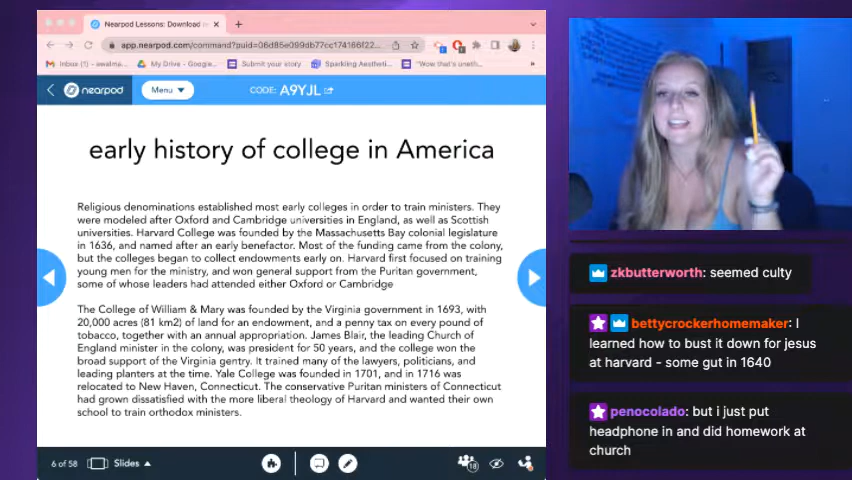 Nearpod Lessons: Download
app.nearpod.com/command?puid=06d85e099db77cc174166f22...
Inbox (1) - awalma...
My Drive - Google...
Submit your story
Sparkling Aestheti...
"Wow that's uneth...
»
nearpod
Menu
CODE: A9YJL
early history of college in America
Religious denominations established most early colleges in order to train ministers. They
were modeled after Oxford and Cambridge universities in England, as well as Scottish
universities. Harvard College was founded by the Massachusetts Bay colonial legislature
in 1636, and named after an early benefactor. Most of the funding came from the colony,
but the colleges began to collect endowments early on. Harvard first focused on training
young men for the ministry, and won general support from the Puritan government,
some of whose leaders had attended either Oxford or Cambridge
The College of William & Mary was founded by the Virginia government in 1693, with
20,000 acres (81 km2) of land for an endowment, and a penny tax on every pound of
tobacco, together with an annual appropriation. James Blair, the leading Church of
England minister in the colony, was president for 50 years, and the college won the
broad support of the Virginia gentry. It trained many of the lawyers, politicians, and
leading planters at the time. Yale College was founded in 1701, and in 1716 was
relocated to New Haven, Connecticut. The conservative Puritan ministers of Connecticut
had grown dissatisfied with the more liberal theology of Harvard and wanted their own
school to train orthodox ministers.
6 of 58
Slides
18
zkbutterworth: seemed culty
bettycrockerhomemaker: I
learned how to bust it down for jesus
at harvard - some gut in 1640
penocolado: but i just put
headphone in and did homework at
church